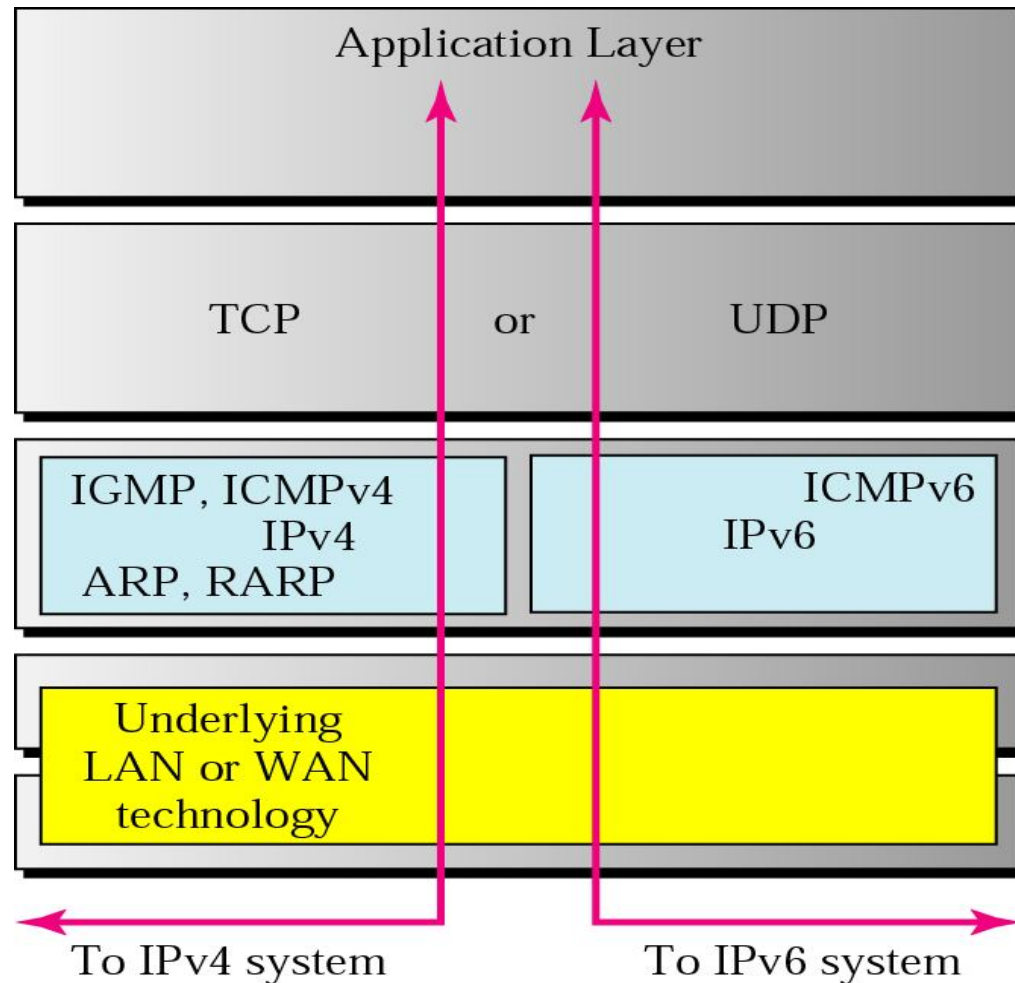 Application Layer
TCP or UDP
IGMP, ICMPv4
IPv4
ARP, RARP
ICMPv6
IPv6
Underlying
LAN or WAN
technology
To IPv4 system
To IPv6 system